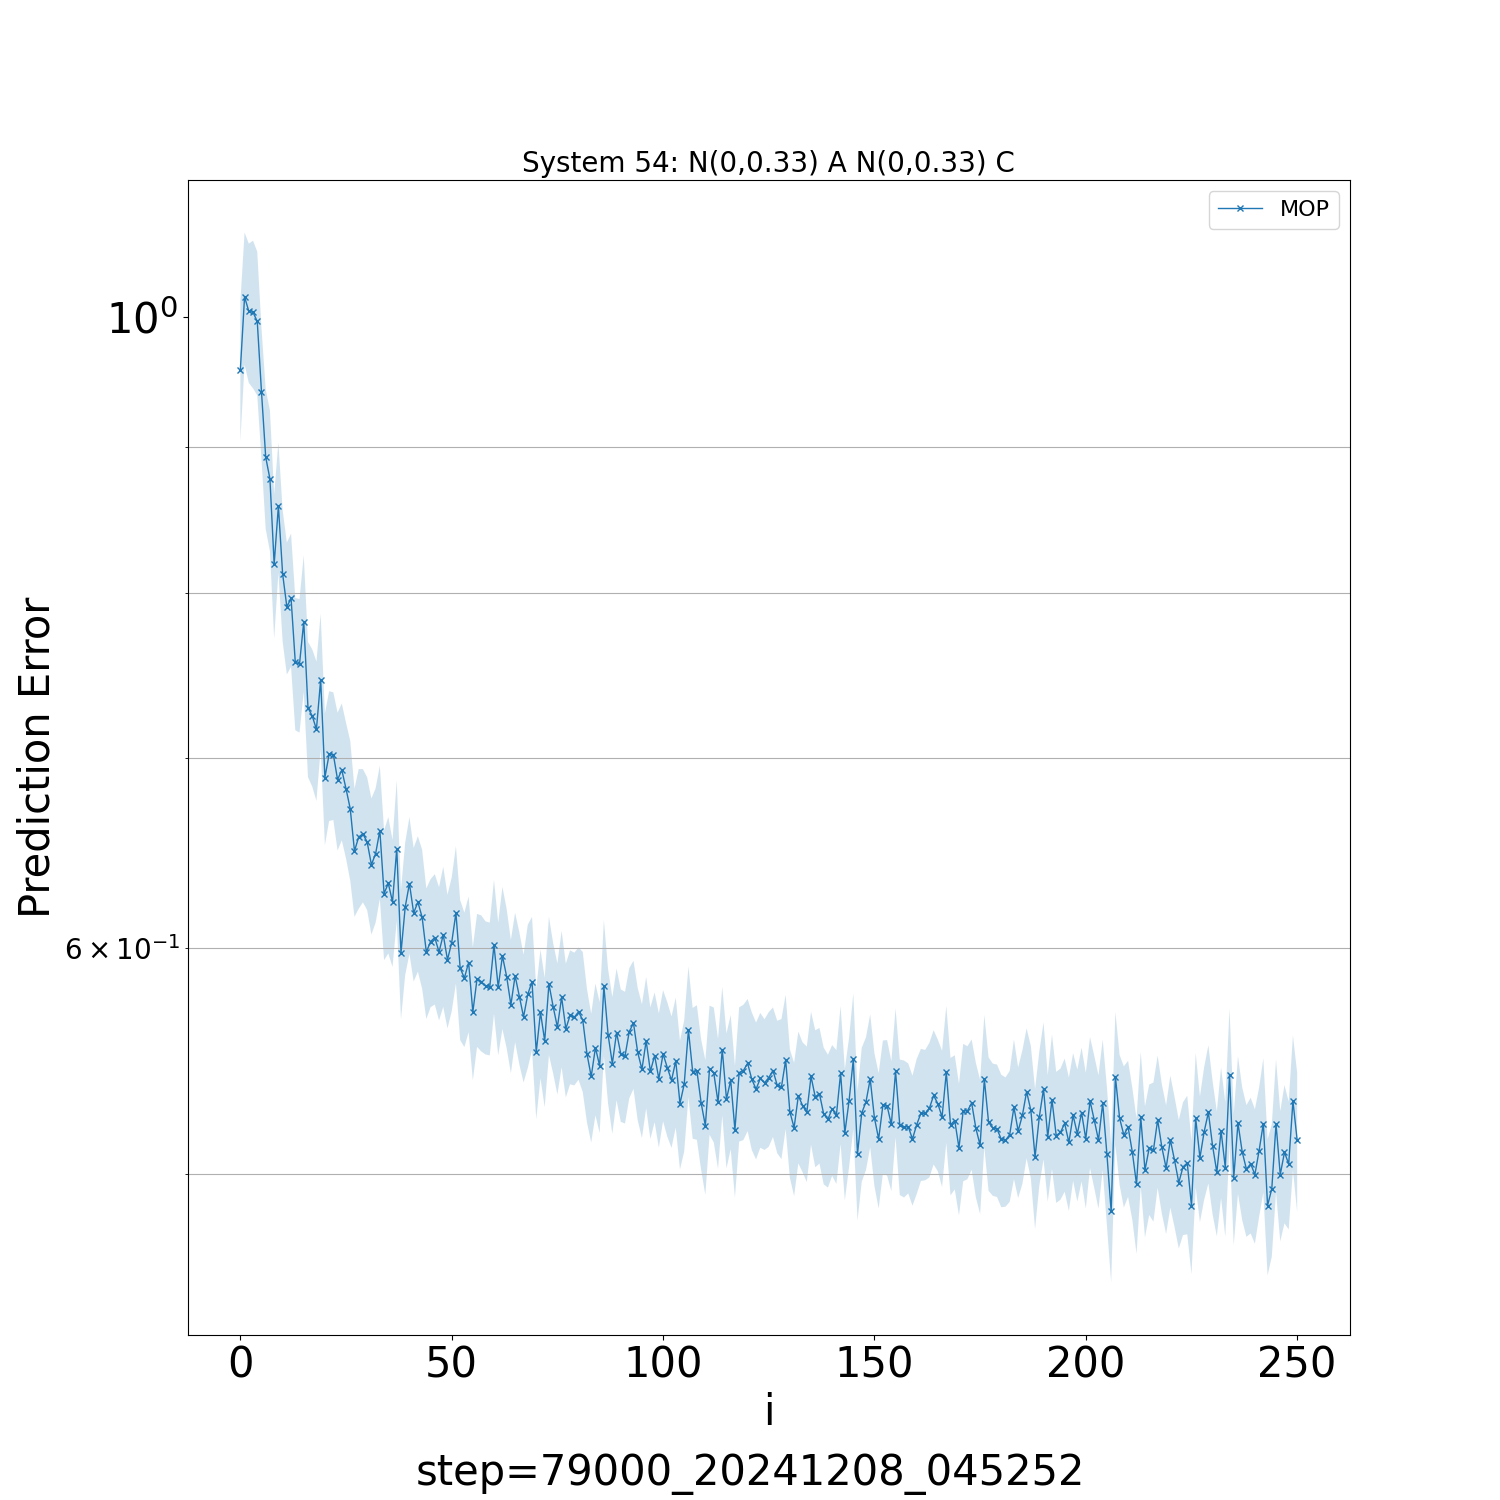 System 54: N(0,0.33) A N(0,0.33) C
MOP
10⁰
6 × 10⁻¹
Prediction Error
0 50 100 150 200 250
i
step=79000_20241208_045252